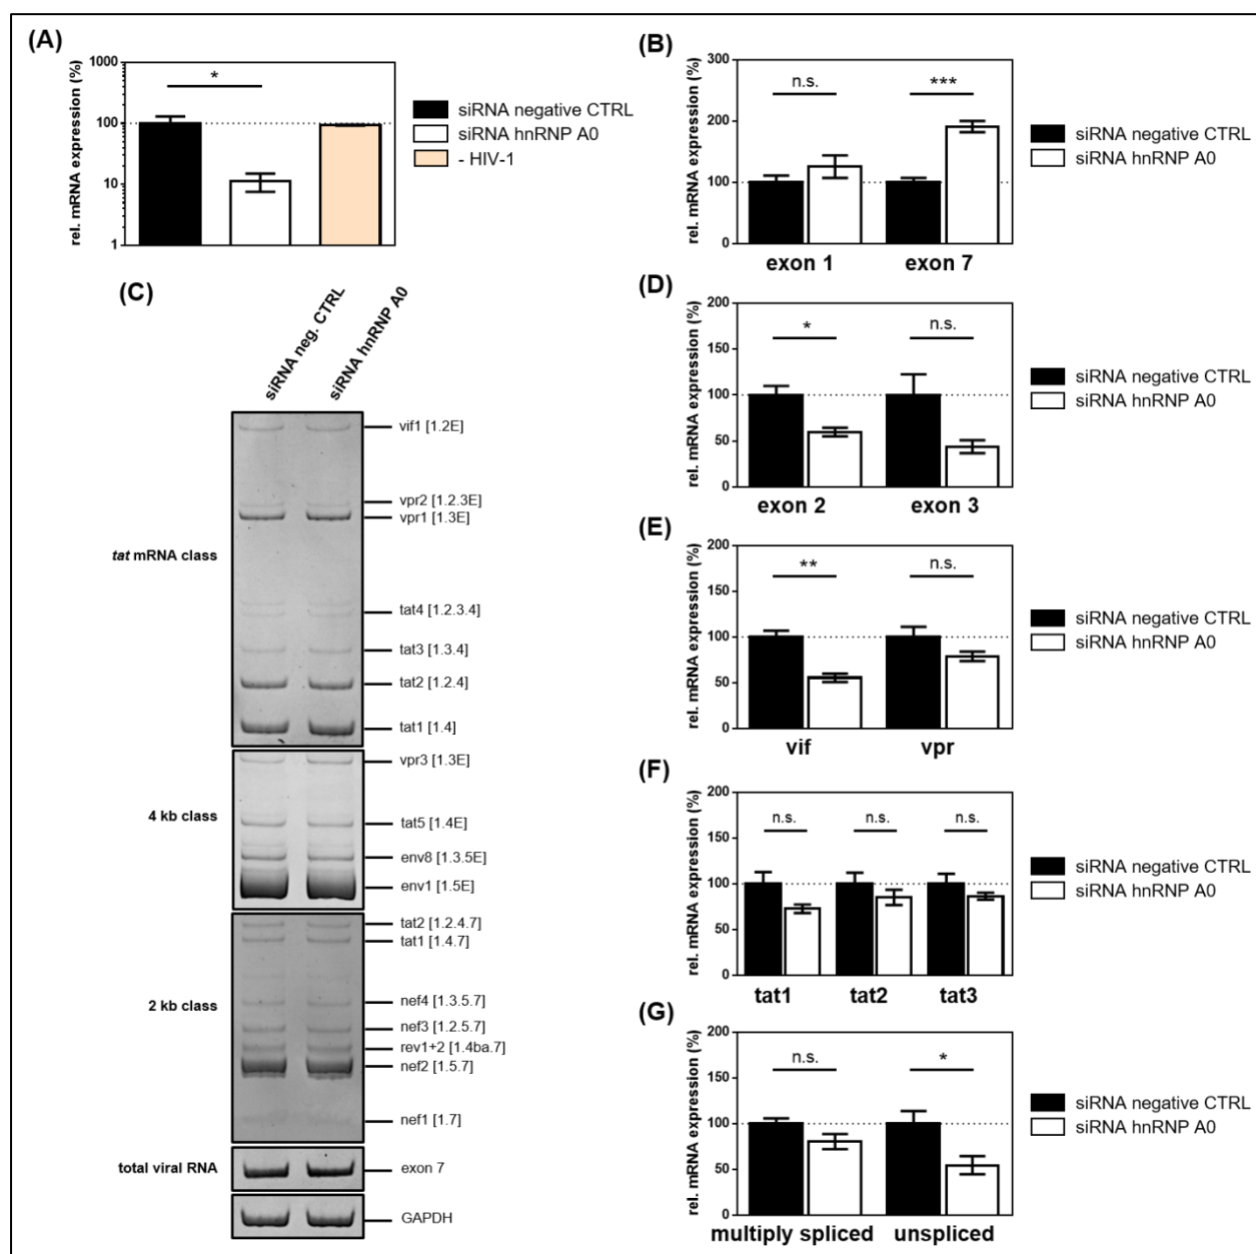 (A)
rel. mRNA expression (%)
1000
100
10
1
*
siRNA negative CTRL
siRNA hnRNP A0
- HIV-1
(B)
rel. mRNA expression (%)
300
200
100
0
n.s.
***
exon 1
exon 7
siRNA negative CTRL
siRNA hnRNP A0
(C)
siRNA neg. CTRL
siRNA hnRNP A0
tat mRNA class
vif1 [1.2E]
vpr2 [1.2.3E]
vpr1 [1.3E]
tat4 [1.2.3.4]
tat3 [1.3.4]
tat2 [1.2.4]
tat1 [1.4]
4 kb class
vpr3 [1.3E]
tat5 [1.4E]
env8 [1.3.5E]
env1 [1.5E]
2 kb class
tat2 [1.2.4.7]
tat1 [1.4.7]
nef4 [1.3.5.7]
nef3 [1.2.5.7]
rev1+2 [1.4ba.7]
nef2 [1.5.7]
nef1 [1.7]
total viral RNA
exon 7
GAPDH
(D)
rel. mRNA expression (%)
200
150
100
50
0
*
n.s.
exon 2
exon 3
siRNA negative CTRL
siRNA hnRNP A0
(E)
rel. mRNA expression (%)
200
150
100
50
0
**
n.s.
vif
vpr
siRNA negative CTRL
siRNA hnRNP A0
(F)
rel. mRNA expression (%)
200
150
100
50
0
n.s.
n.s.
n.s.
tat1
tat2
tat3
siRNA negative CTRL
siRNA hnRNP A0
(G)
rel. mRNA expression (%)
200
150
100
50
0
n.s.
*
multiply spliced
unspliced
siRNA negative CTRL
siRNA hnRNP A0